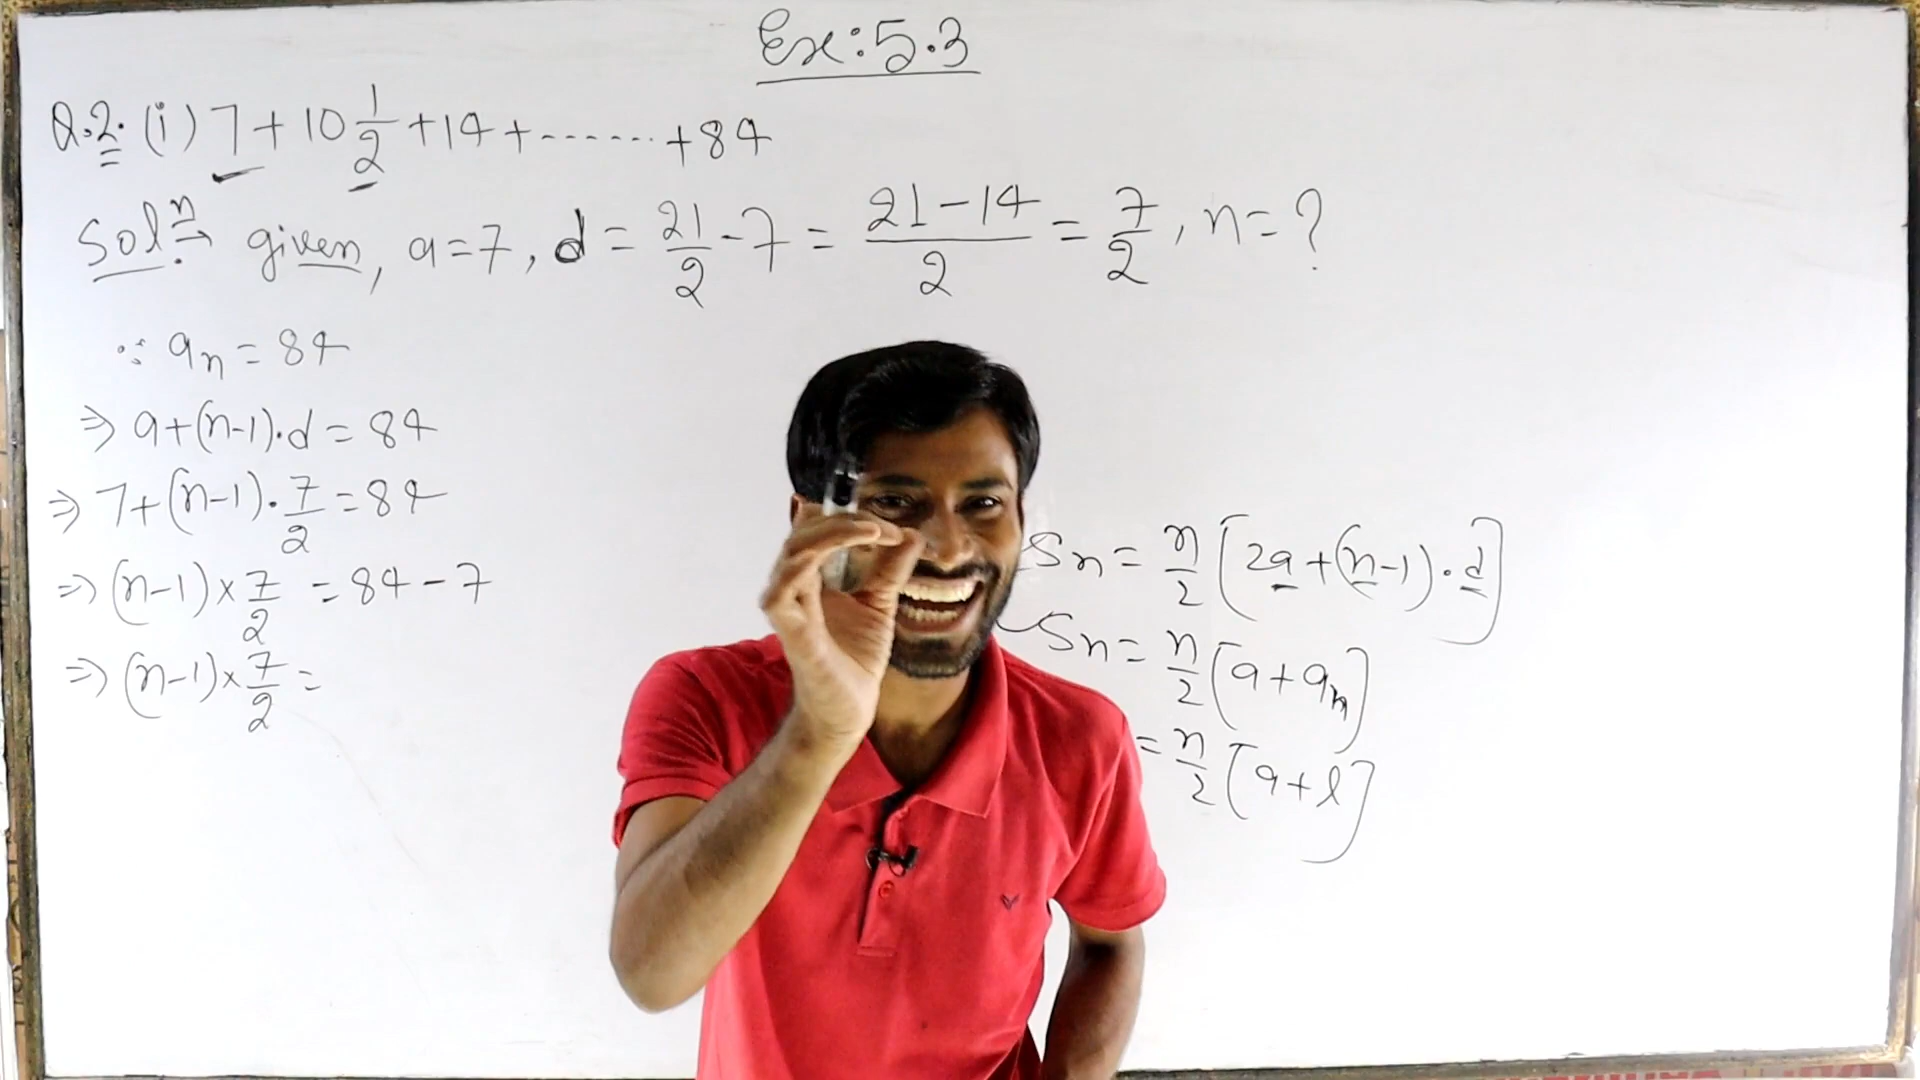 Ex:5.3
Q.2. (i) 7 + 10 1/2 + 14 + ....... + 84
Solⁿ→ given, a=7, d = 21/2 - 7 = (21-14)/2 = 7/2, n=?
∵ aₙ = 84
⇒ a+(n-1).d = 84
⇒ 7+(n-1).7/2 = 84
⇒ (n-1)×7/2 = 84-7
⇒ (n-1)×7/2 =
Sₙ = n/2 [2a+(n-1).d]
Sₙ = n/2 [a+aₙ]
= n/2 [a+l]